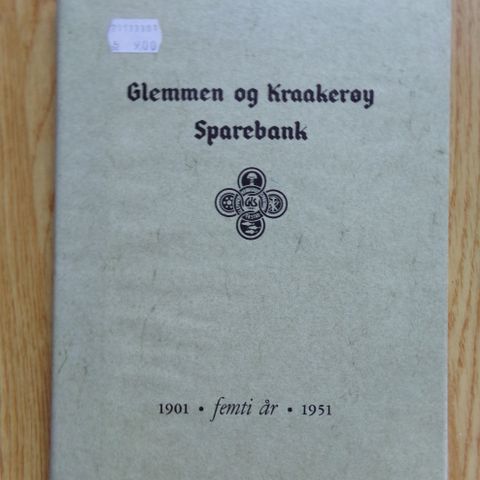 Glemmen og Kraakerøy
Sparebank
1901 • femti år • 1951